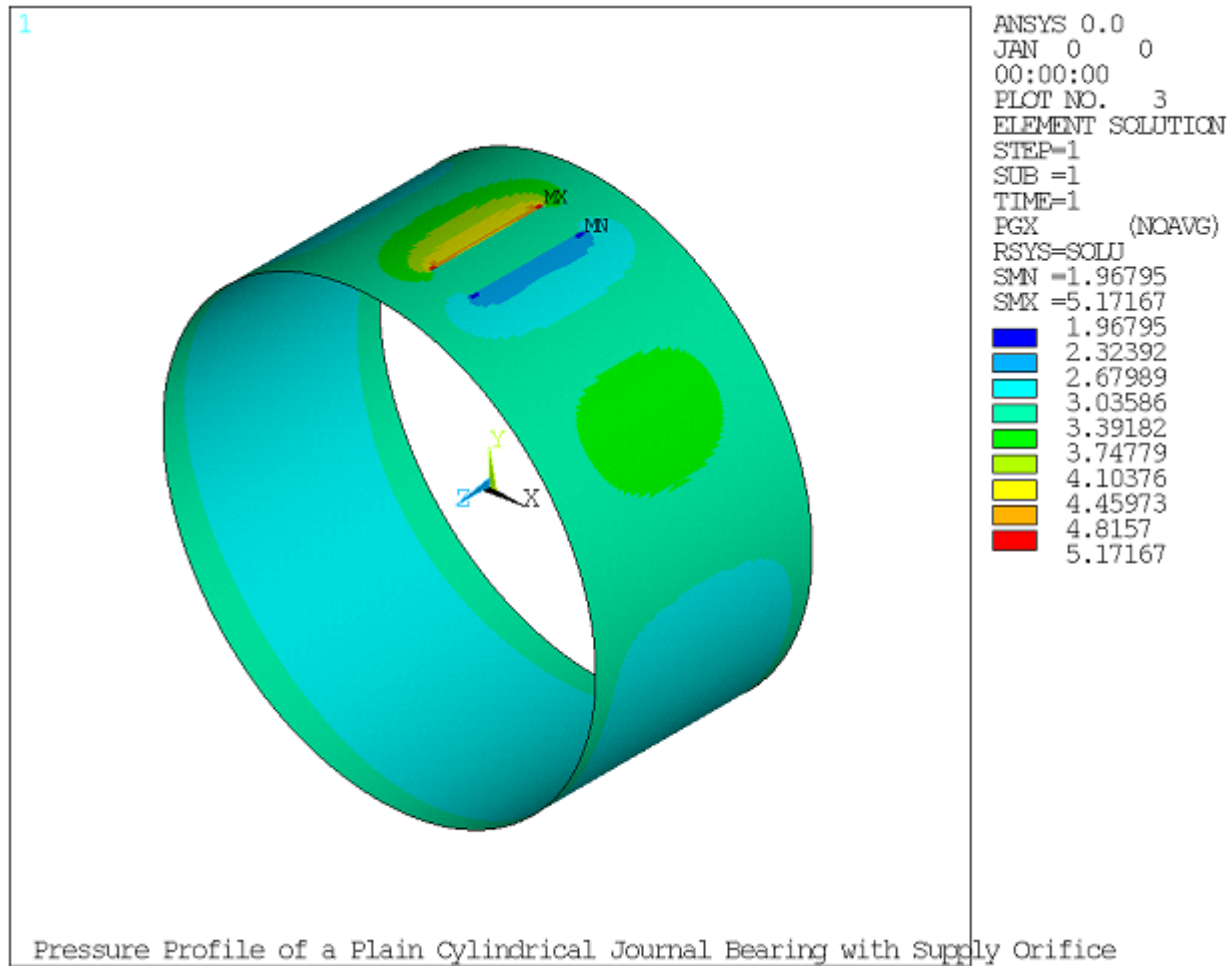 1
ANSYS 0.0
JAN 0 0
00:00:00
PLOT NO. 3
ELEMENT SOLUTION
STEP=1
SUB =1
TIME=1
PGX (NOAVG)
RSYS=SOLU
SMN =1.96795
SMX =5.17167
1.96795
2.32392
2.67989
3.03586
3.39182
3.74779
4.10376
4.45973
4.8157
5.17167
MX
MN
Y
Z
X
Pressure Profile of a Plain Cylindrical Journal Bearing with Supply Orifice